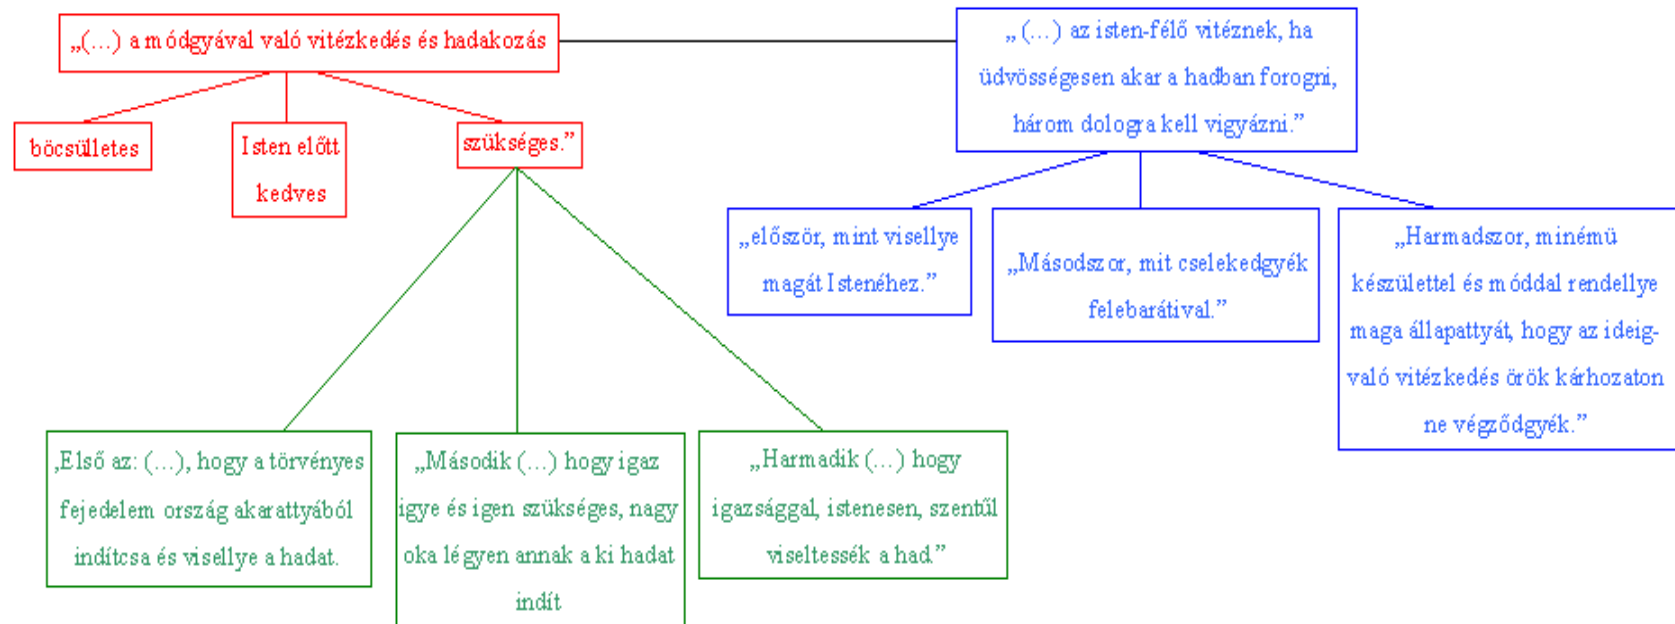 „(…) a módgyával való vitézkedés és hadakozás
böcsülletes
Isten előtt
kedves
szükséges.”
„Első az: (…), hogy a törvényes
fejedelem ország akarattyából
indítcsa és visellye a hadat.
„Második (…) hogy igaz
igye és igen szükséges, nagy
oka légyen annak a ki hadat
indít
„Harmadik (…) hogy
igazsággal, istenesen, szentűl
viseltessék a had.”
„ (…) az isten-félő vitéznek, ha
üdvösségesen akar a hadban forogni,
három dologra kell vigyázni.”
„először, mint visellye
magát Istenéhez.”
„Másodszor, mit cselekedgyék
felebarátival.”
„Harmadszor, minémü
készülettel és móddal rendellye
maga állapattyát, hogy az ideig-
való vitézkedés örök kárhozaton
ne végződgyék.”